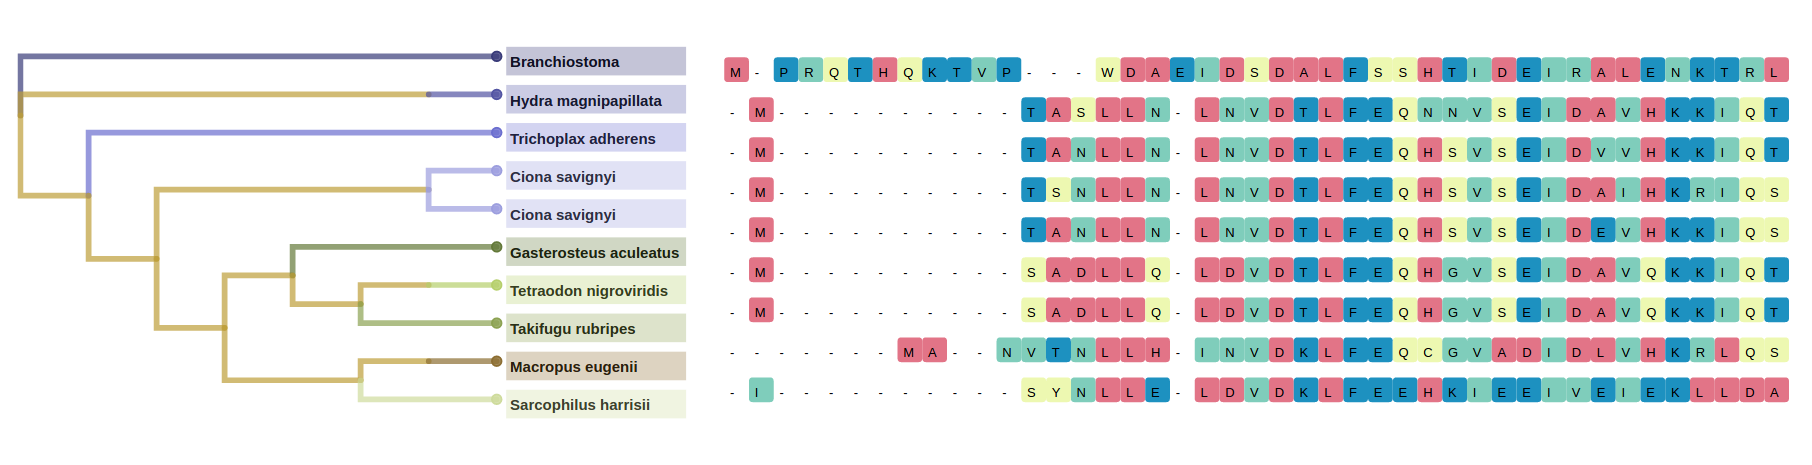 Branchiostoma
Hydra magnipapillata
Trichoplax adherens
Ciona savignyi
Ciona savignyi
Gasterosteus aculeatus
Tetraodon nigroviridis
Takifugu rubripes
Macropus eugenii
Sarcophilus harrisii
M - P R Q T H Q K T V P - - - W D A E I D S D A L F S S H T I D E I R A L E N K T R L
- M - - - - - - - - - - T A S L L N - L N V D T L F E Q N N V S E I D A V H K K I Q T
- M - - - - - - - - - - T A N L L N - L N V D T L F E Q H S V S E I D V V H K K I Q T
- M - - - - - - - - - - T S N L L N - L N V D T L F E Q H S V S E I D A I H K R I Q S
- M - - - - - - - - - - T A N L L N - L N V D T L F E Q H S V S E I D E V H K K I Q S
- M - - - - - - - - - - S A D L L Q - L D V D T L F E Q H G V S E I D A V Q K K I Q T
- M - - - - - - - - - - S A D L L Q - L D V D T L F E Q H G V S E I D A V Q K K I Q T
- - - - - - - M A - - N V T N L L H - I N V D K L F E Q C G V A D I D L V H K R L Q S
- I - - - - - - - - - - S Y N L L E - L D V D K L F E E H K I E E I V E I E K L L D A